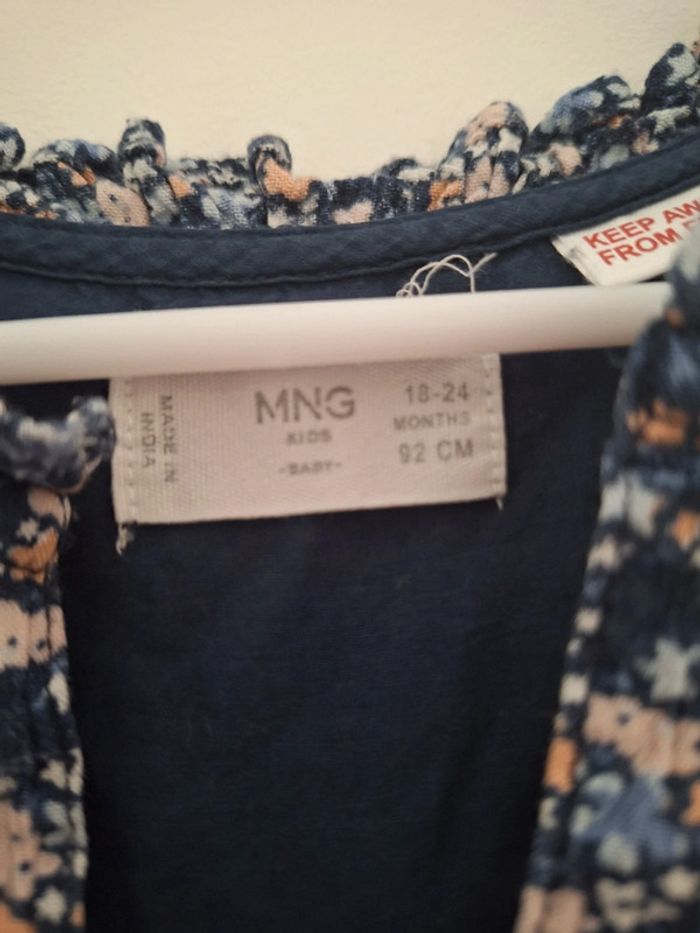 KEEP AW
FROM
MADE IN
INDIA
MNG
KIDS
-BABY-
18-24
MONTHS
92 CM